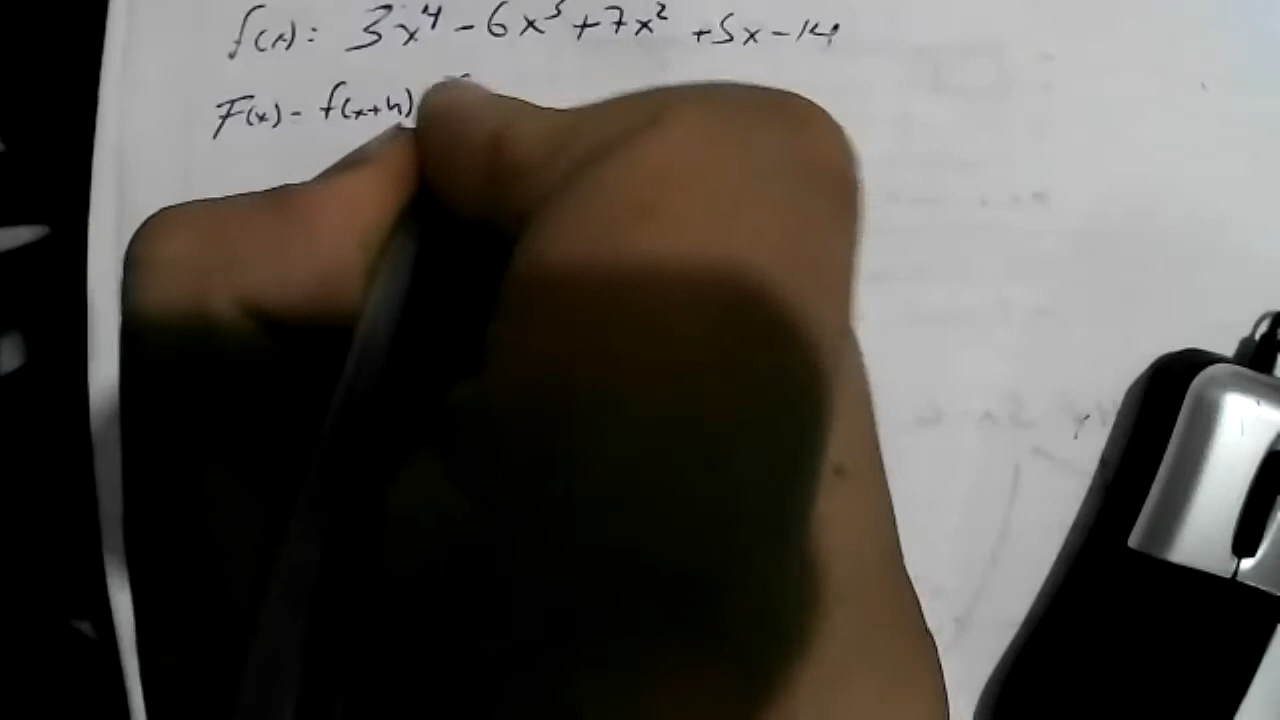 f(x): 3x⁴ - 6x³ + 7x² + 5x - 14
F(x) - f(x+h)